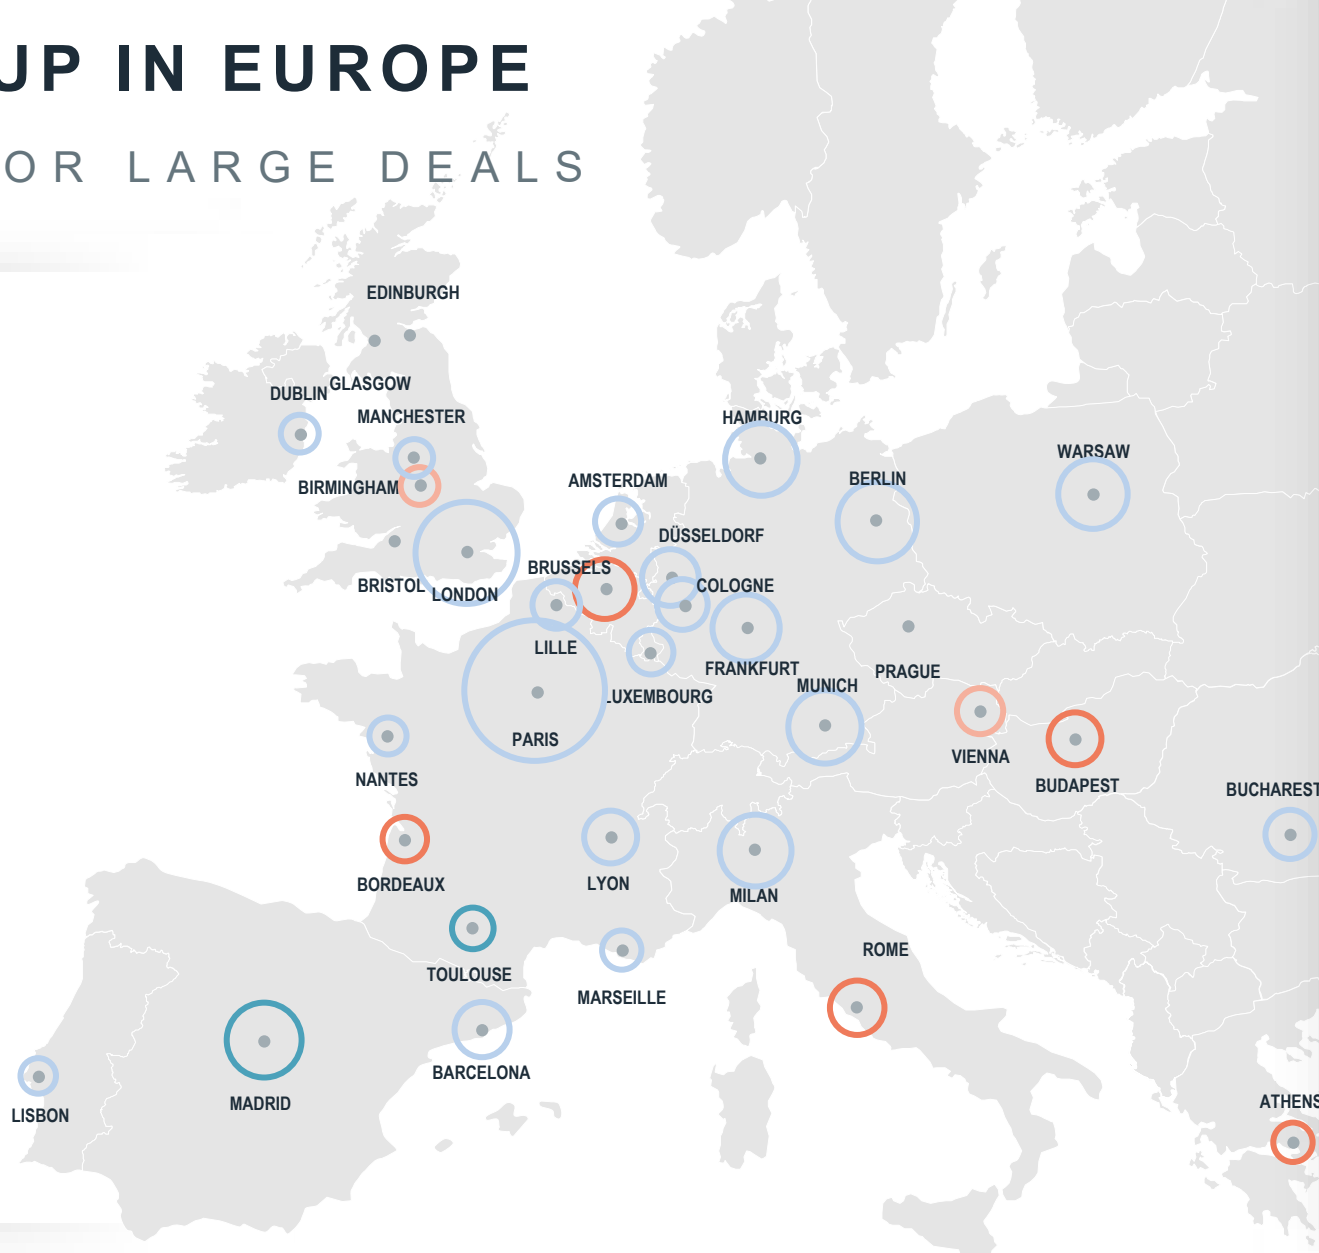 UP IN EUROPE
OR LARGE DEALS
EDINBURGH
GLASGOW
DUBLIN
MANCHESTER
HAMBURG
WARSAW
BIRMINGHAM
AMSTERDAM
BERLIN
DÜSSELDORF
BRUSSELS
COLOGNE
BRISTOL
LONDON
LILLE
FRANKFURT
PRAGUE
LUXEMBOURG
MUNICH
PARIS
VIENNA
NANTES
BUDAPEST
BUCHAREST
BORDEAUX
LYON
MILAN
ROME
TOULOUSE
MARSEILLE
BARCELONA
MADRID
ATHENS
LISBON